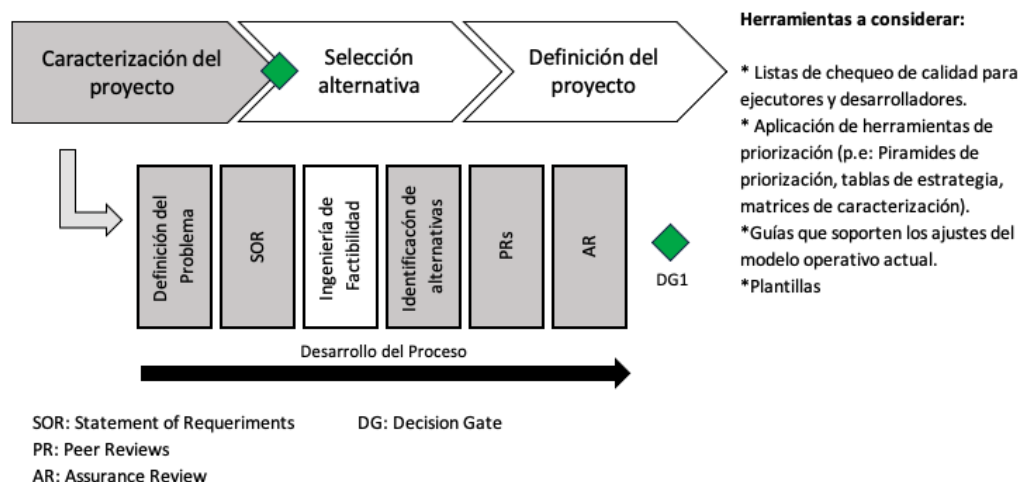 Caracterización del
proyecto
Selección
alternativa
Definición del
proyecto
Definición del
Problema
SOR
Ingeniería de
Factibilidad
Identificacón de
alternativas
PRs
AR
DG1
Desarrollo del Proceso
SOR: Statement of Requeriments
DG: Decision Gate
PR: Peer Reviews
AR: Assurance Review
Herramientas a considerar:
* Listas de chequeo de calidad para
ejecutores y desarrolladores.
* Aplicación de herramientas de
priorización (p.e: Piramides de
priorización, tablas de estrategia,
matrices de caracterización).
*Guías que soporten los ajustes del
modelo operativo actual.
*Plantillas